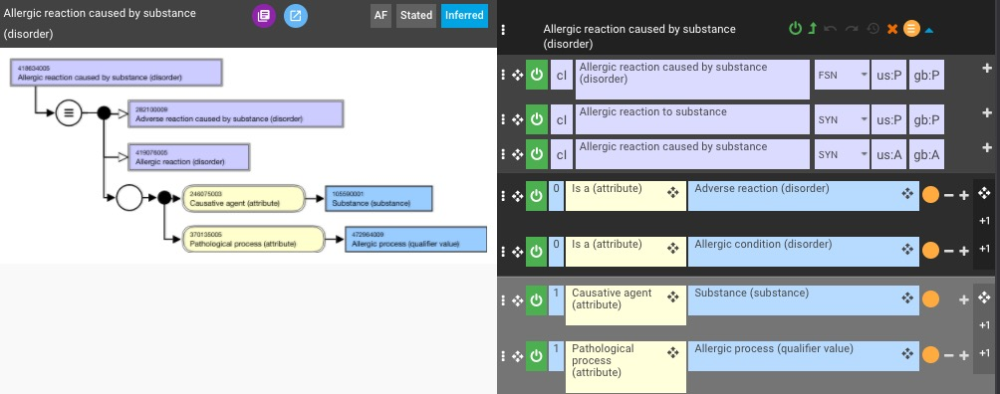 Allergic reaction caused by substance
(disorder)
AF
Stated
Inferred
418634005
Allergic reaction caused by substance (disorder)
282100009
Adverse reaction caused by substance (disorder)
419076005
Allergic reaction (disorder)
246075003
Causative agent (attribute)
105590001
Substance (substance)
370135005
Pathological process (attribute)
472964009
Allergic process (qualifier value)
Allergic reaction caused by substance
(disorder)
cI
Allergic reaction caused by substance
(disorder)
FSN
us:P
gb:P
cI
Allergic reaction to substance
SYN
us:P
gb:P
cI
Allergic reaction caused by substance
SYN
us:A
gb:A
0
Is a (attribute)
Adverse reaction (disorder)
+1
0
Is a (attribute)
Allergic condition (disorder)
+1
1
Causative agent
(attribute)
Substance (substance)
+1
1
Pathological
process
(attribute)
Allergic process (qualifier value)
+1